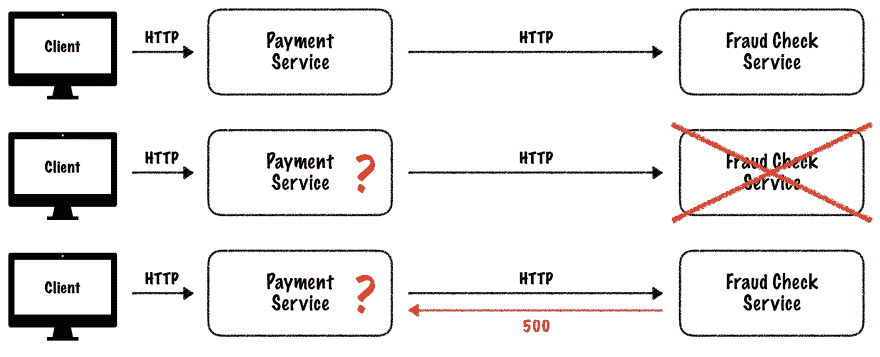 Client
HTTP
Payment
Service
HTTP
Fraud Check
Service
Client
HTTP
Payment
Service
?
HTTP
Fraud Check
Service
Client
HTTP
Payment
Service
?
HTTP
500
Fraud Check
Service